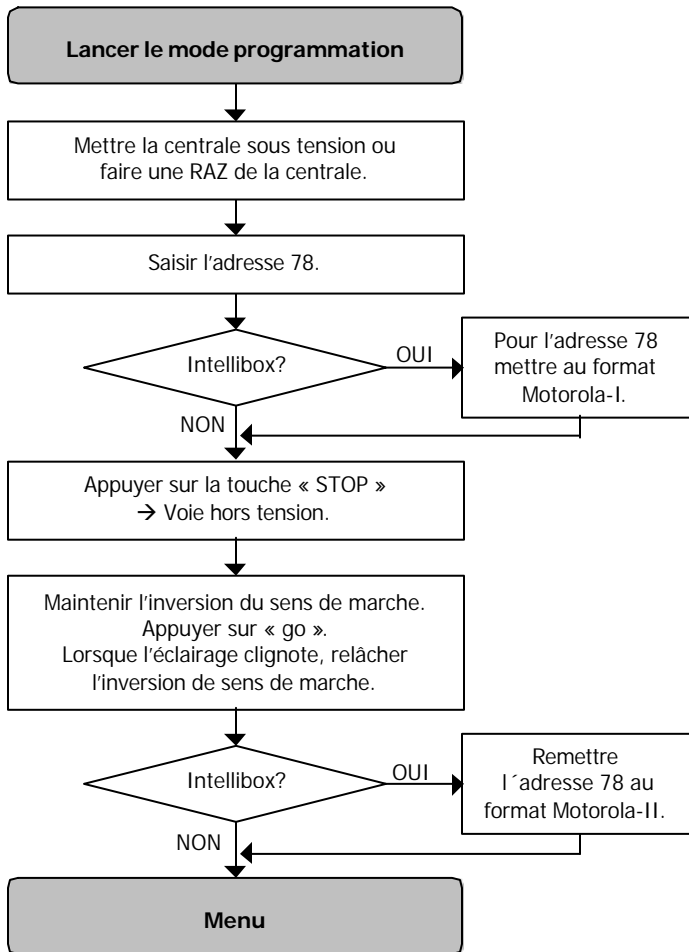 Lancer le mode programmation
Mettre la centrale sous tension ou
faire une RAZ de la centrale.
Saisir l'adresse 78.
Intellibox?
OUI
Pour l'adresse 78
mettre au format
Motorola-I.
NON
Appuyer sur la touche « STOP »
→ Voie hors tension.
Maintenir l'inversion du sens de marche.
Appuyer sur « go ».
Lorsque l'éclairage clignote, relâcher
l'inversion de sens de marche.
Intellibox?
OUI
Remettre
l´adresse 78 au
format Motorola-II.
NON
Menu